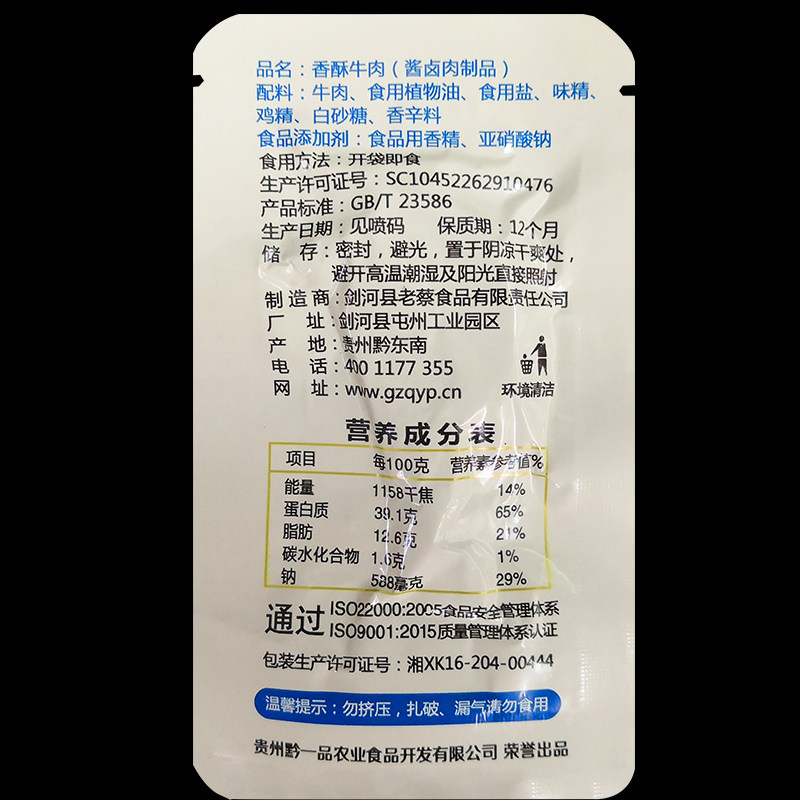 品名：香酥牛肉（酱卤肉制品）
配料：牛肉、食用植物油、食用盐、味精、
鸡精、白砂糖、香辛料
食品添加剂：食品用香精、亚硝酸钠
食用方法：开袋即食
生产许可证号：SC10452262910476
产品标准：GB/T 23586
生产日期：见喷码 保质期：12个月
储 存：密封，避光，置于阴凉干爽处，
避开高温潮湿及阳光直接照射
制造商：剑河县老蔡食品有限责任公司
厂 址：剑河县屯州工业园区
产 地：贵州黔东南
电 话：400 1177 355
网 址：www.gzqyp.cn
环境清洁
营养成分表
项目 每100克 营养素参考值%
能量 1158千焦 14%
蛋白质 39.1克 65%
脂肪 12.6克 21%
碳水化合物 1.6克 1%
钠 588毫克 29%
通过 ISO22000:2005食品安全管理体系
ISO9001:2015质量管理体系认证
包装生产许可证号：湘XK16-204-00444
温馨提示：勿挤压，扎破、漏气请勿食用
贵州黔一品农业食品开发有限公司 荣誉出品